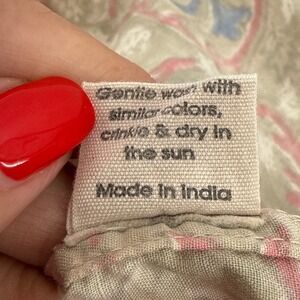 Gentle wash with
similar colors,
crinkle & dry in
the sun
Made in India